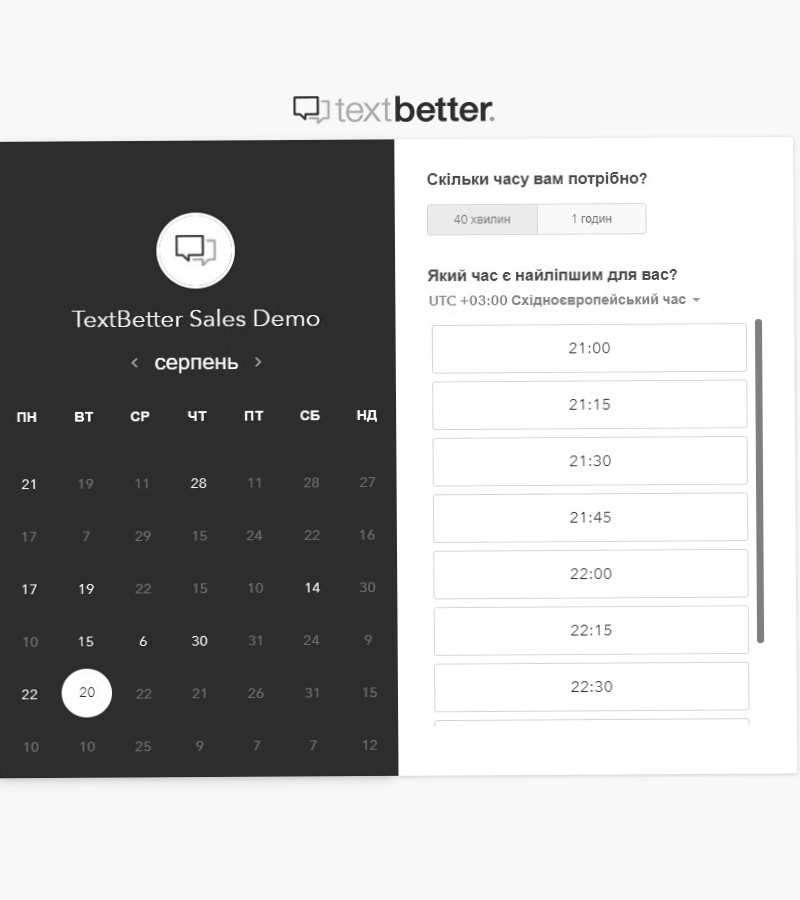 textbetter.
TextBetter Sales Demo
серпень
ПН ВТ СР ЧТ ПТ СБ НД
21 19 11 28 11 28 27
17 7 29 15 24 22 16
17 19 22 15 10 14 30
10 15 6 30 31 24 9
22 20 22 21 26 31 15
10 10 25 9 7 7 12
Скільки часу вам потрібно?
40 хвилин 1 годин
Який час є найліпшим для вас?
UTC +03:00 Східноєвропейський час
21:00
21:15
21:30
21:45
22:00
22:15
22:30